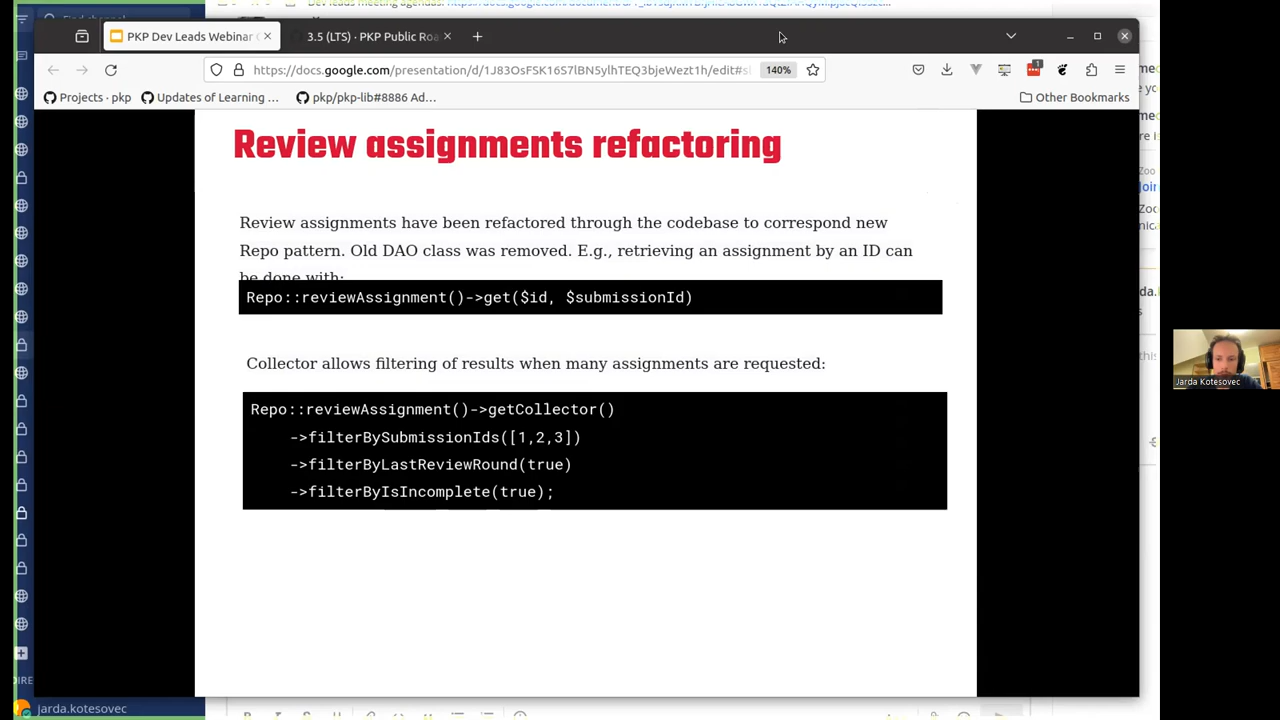 PKP Dev Leads Webinar
3.5 (LTS) · PKP Public Roa
https://docs.google.com/presentation/d/1J83OsFSK16S7lBN5ylhTEQ3bjeWezt1h/edit#sl
140%
1
Projects · pkp
Updates of Learning ...
pkp/pkp-lib#8886 Ad...
Other Bookmarks
Review assignments refactoring
Review assignments have been refactored through the codebase to correspond new
Repo pattern. Old DAO class was removed. E.g., retrieving an assignment by an ID can
be done with:
Repo::reviewAssignment()->get($id, $submissionId)
Collector allows filtering of results when many assignments are requested:
Repo::reviewAssignment()->getCollector()
->filterBySubmissionIds([1,2,3])
->filterByLastReviewRound(true)
->filterByIsIncomplete(true);
Jarda Kotesovec
DIRE
jarda.kotesovec